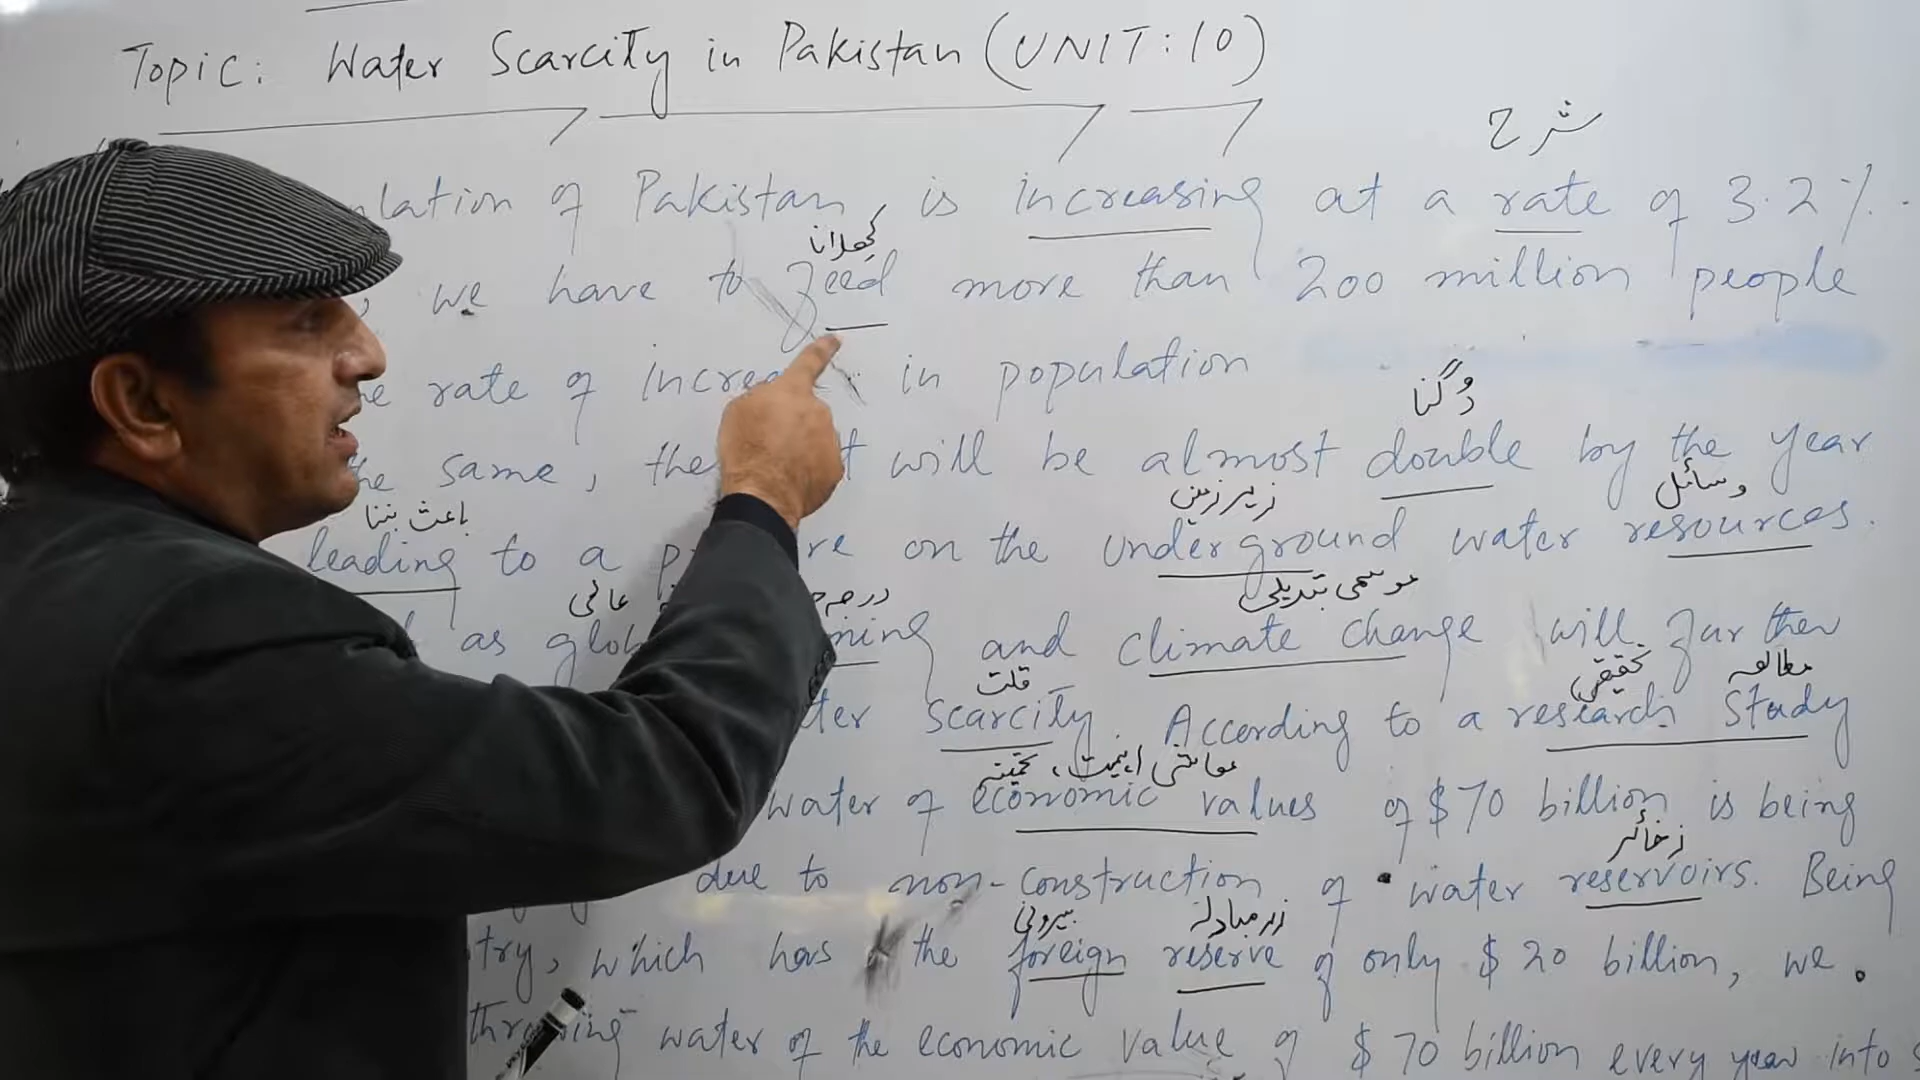 Topic: Water Scarcity in Pakistan (UNIT: 10)
شرح
of Pakistan is increasing at a rate of 3.2%.
کھلانا
we have to feed more than 200 million people
rate of in population
دگنا
same, will be almost double by the year
باعث بننا زیر زمین وسائل
leading to a on the underground water resources.
عالمی موسمی تبدیلی
as and climate change will further
قلت تحقیقی مطالعہ
scarcity. According to a research study
معاشی اہمیت، تخمینہ
water of economic values of $70 billion is being
ذخائر
due to non-construction of water reservoirs. Being
بیرونی زرمبادلہ
which has the foreign reserve of only $20 billion, we
water of the economic value of $70 billion every year into